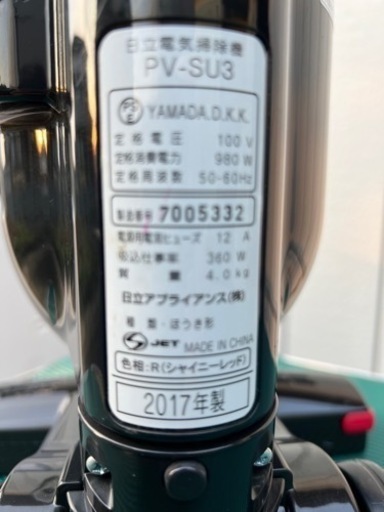 日立電気掃除機
PV-SU3
PSE YAMADA.D.K.K.
定格電圧 100 V
定格消費電力 980 W
定格周波数 50-60Hz
製造番号 7005332
電源用電流ヒューズ 12 A
吸込仕事率 360 W
質量 4.0kg
日立アプライアンス(株)
種類・ほうき形
S JET MADE IN CHINA
色相:R(シャイニーレッド)
2017年製